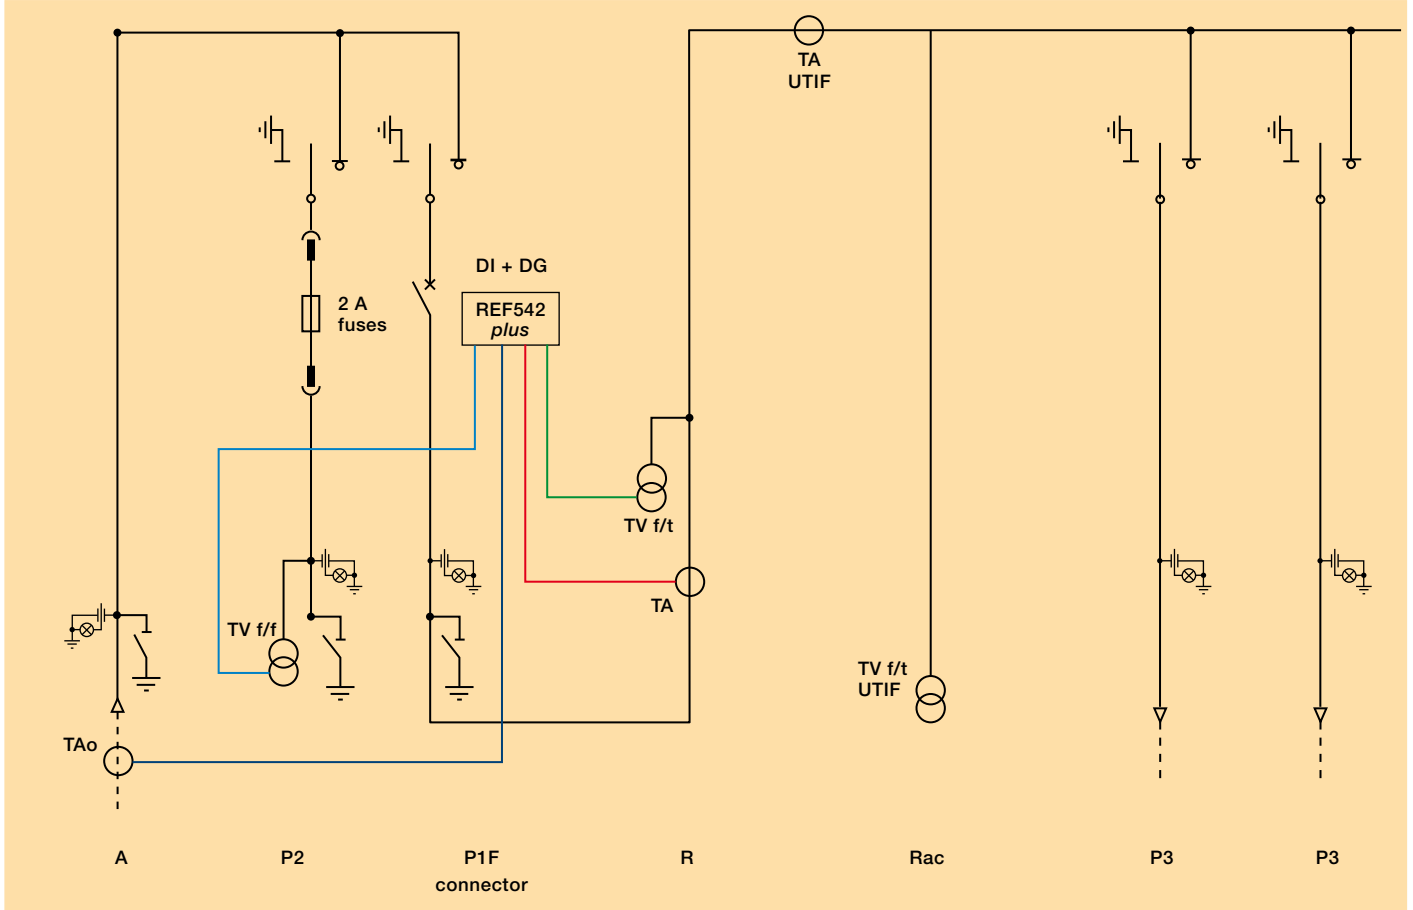 TA
UTIF
DI + DG
REF542
plus
2 A
fuses
TV f/t
TA
TV f/f
TV f/t
UTIF
TAo
A
P2
P1F
connector
R
Rac
P3
P3